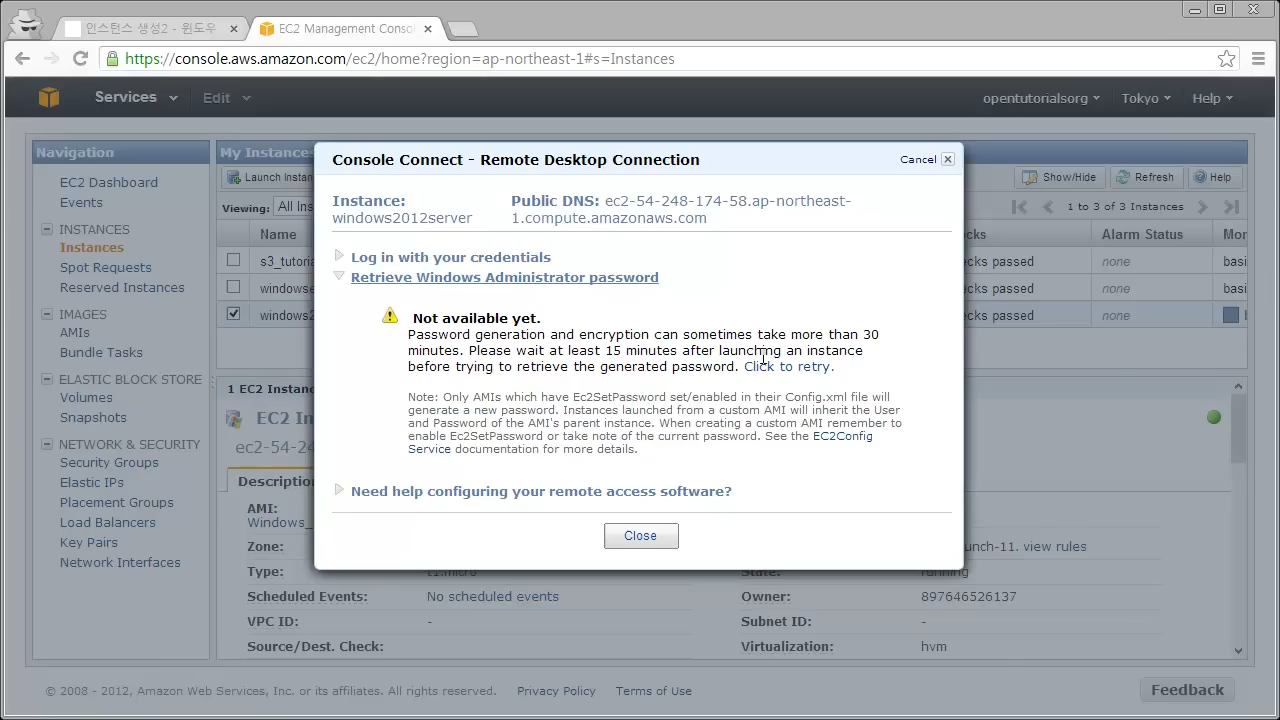 인스턴스 생성2 - 윈도우
EC2 Management Conso
https://console.aws.amazon.com/ec2/home?region=ap-northeast-1#s=Instances
Services
Edit
opentutorialsorg
Tokyo
Help
Navigation
EC2 Dashboard
Events
INSTANCES
Instances
Spot Requests
Reserved Instances
IMAGES
AMIs
Bundle Tasks
ELASTIC BLOCK STORE
Volumes
Snapshots
NETWORK & SECURITY
Security Groups
Elastic IPs
Placement Groups
Load Balancers
Key Pairs
Network Interfaces
My Instances
Launch Instan
Show/Hide
Refresh
Help
Viewing:
All Ins
1 to 3 of 3 Instances
Name
cks
Alarm Status
Mon
s3_tutoria
cks passed
none
basi
windowse
cks passed
none
basi
windows2
cks passed
none
1 EC2 Instanc
EC2 In
ec2-54-24
Description
AMI:
Windows_
Zone:
unch-11. view rules
Type:
t1.micro
State:
running
Scheduled Events:
No scheduled events
Owner:
897646526137
VPC ID:
-
Subnet ID:
-
Source/Dest. Check:
Virtualization:
hvm
Console Connect - Remote Desktop Connection
Cancel
Instance:
windows2012server
Public DNS: ec2-54-248-174-58.ap-northeast-
1.compute.amazonaws.com
Log in with your credentials
Retrieve Windows Administrator password
Not available yet.
Password generation and encryption can sometimes take more than 30
minutes. Please wait at least 15 minutes after launching an instance
before trying to retrieve the generated password. Click to retry.
Note: Only AMIs which have Ec2SetPassword set/enabled in their Config.xml file will
generate a new password. Instances launched from a custom AMI will inherit the User
and Password of the AMI's parent instance. When creating a custom AMI remember to
enable Ec2SetPassword or take note of the current password. See the EC2Config
Service documentation for more details.
Need help configuring your remote access software?
Close
© 2008 - 2012, Amazon Web Services, Inc. or its affiliates. All rights reserved.
Privacy Policy
Terms of Use
Feedback